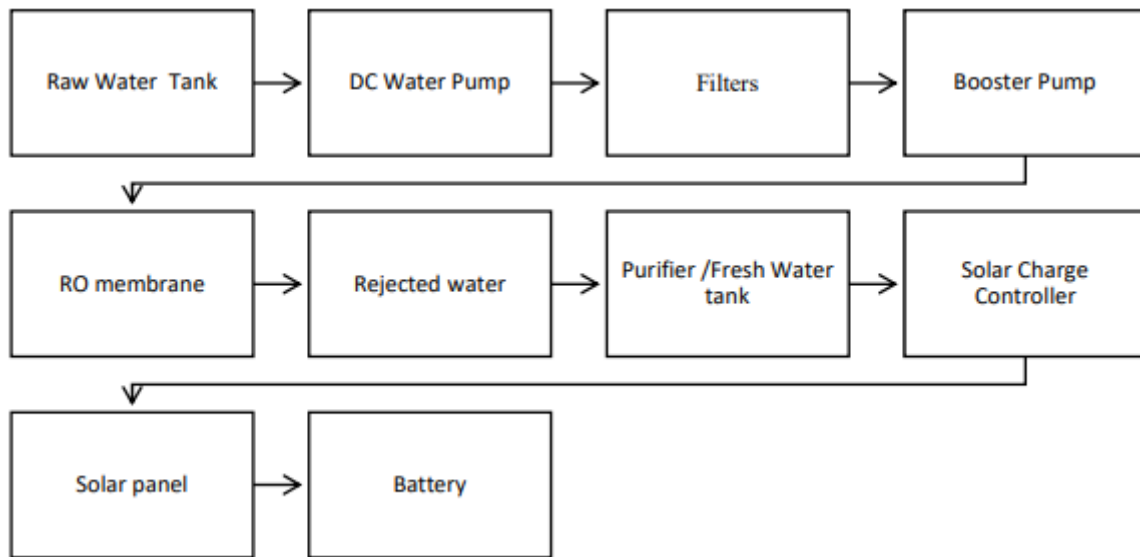 Raw Water Tank
DC Water Pump
Filters
Booster Pump
RO membrane
Rejected water
Purifier /Fresh Water
tank
Solar Charge
Controller
Solar panel
Battery